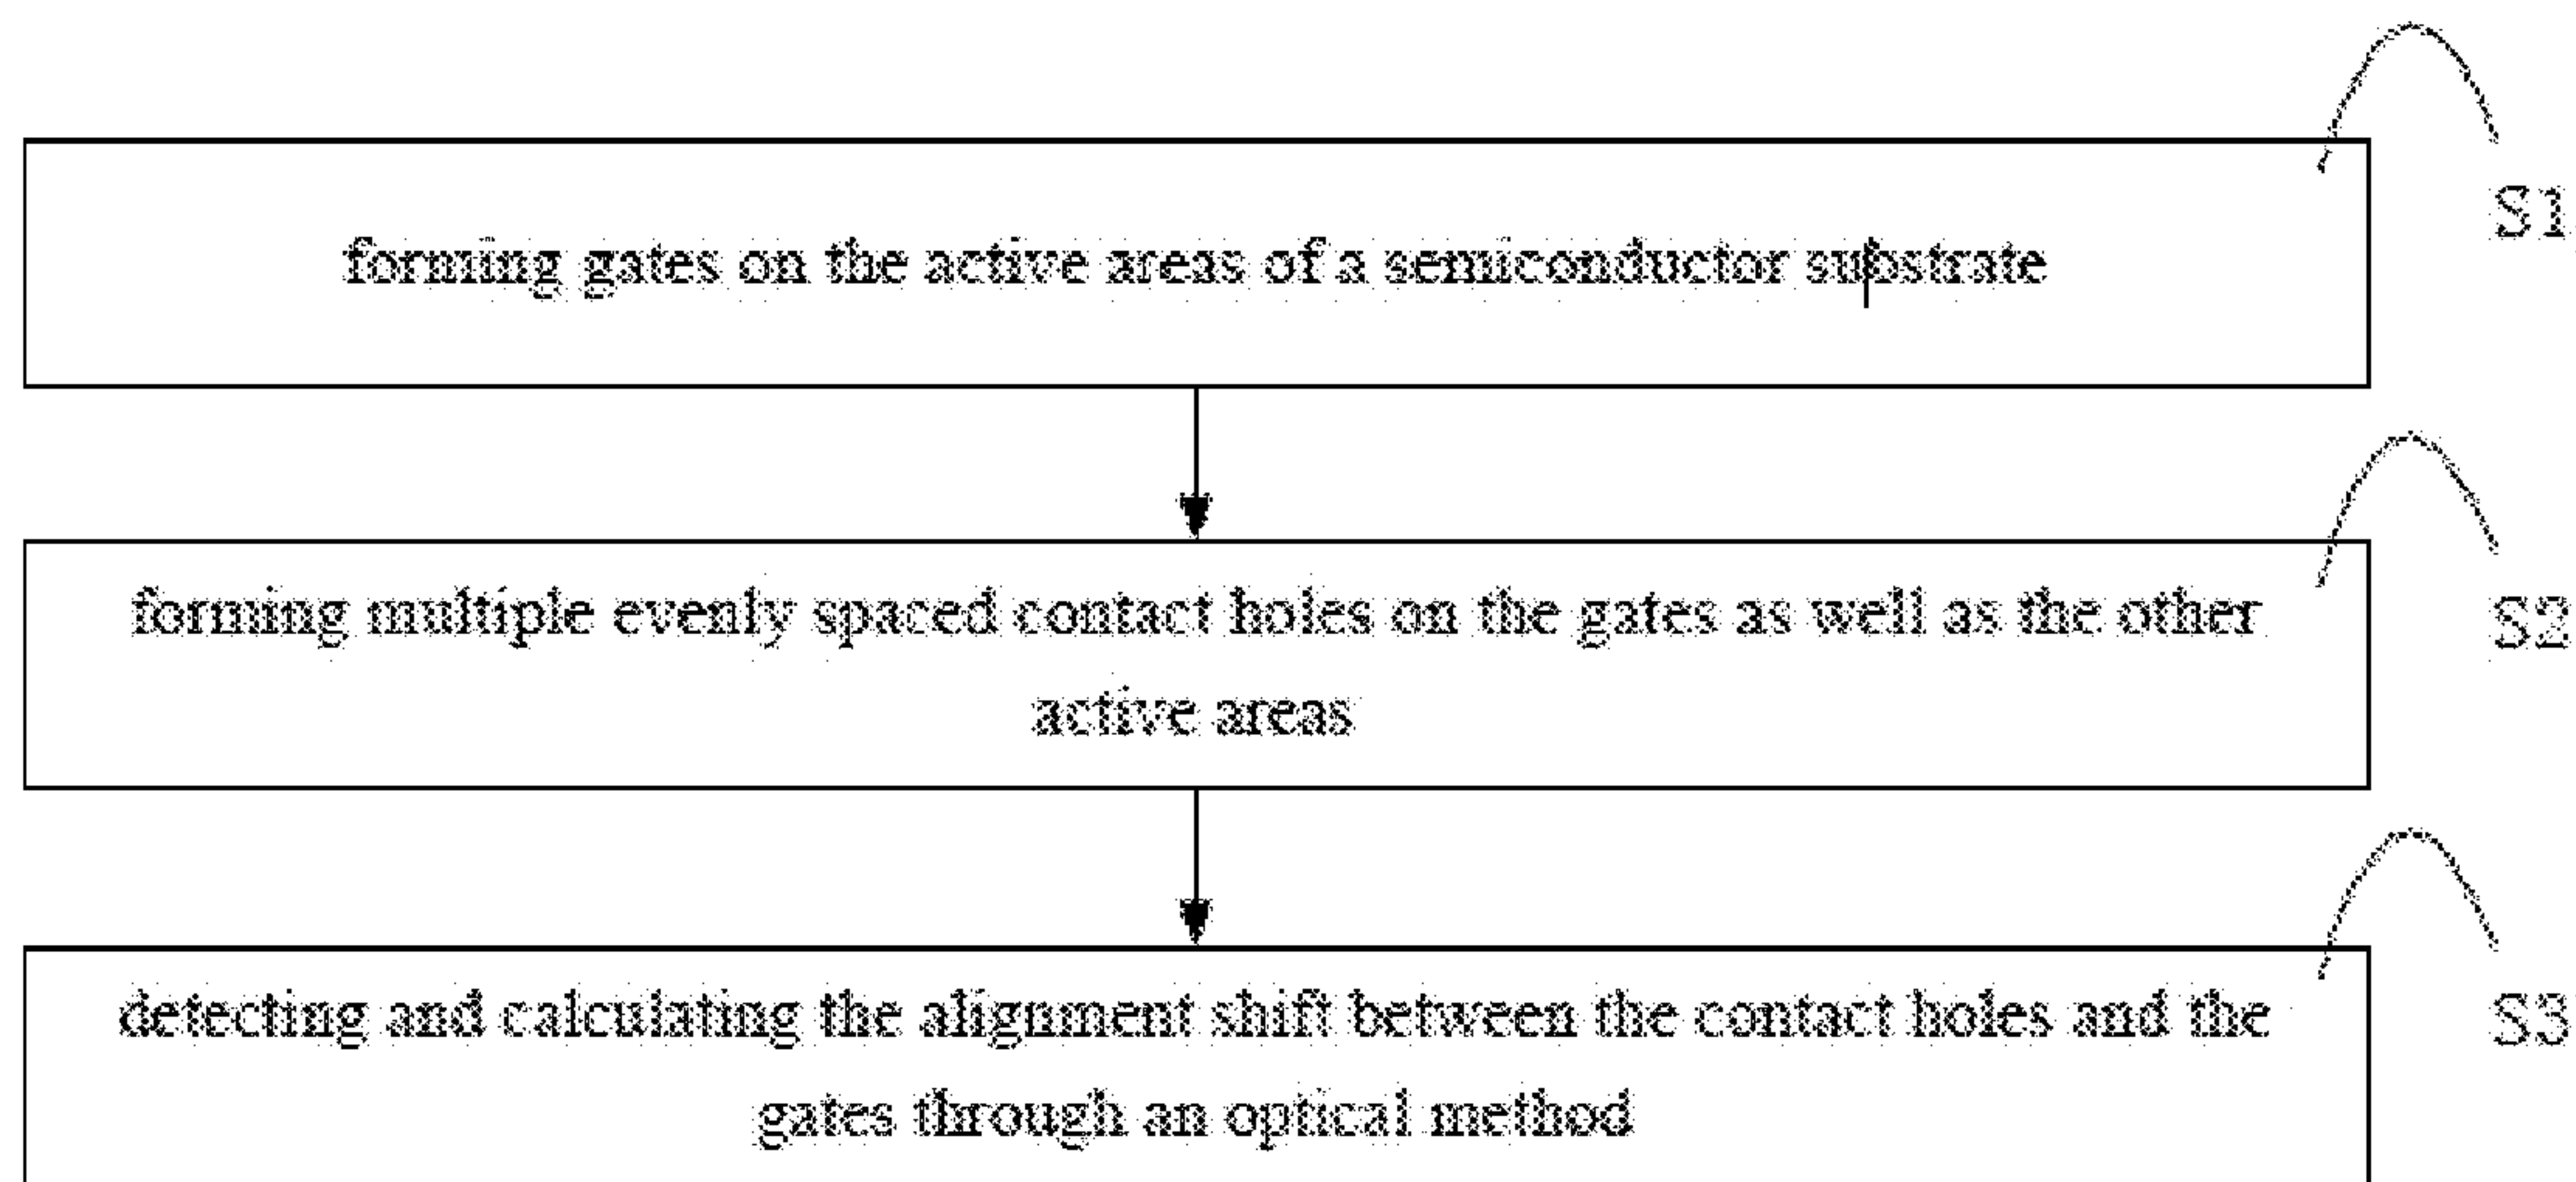 S1
forming gates on the active areas of a semiconductor substrate
S2
forming multiple evenly spaced contact holes on the gates as well as the other
active areas
S3
detecting and calculating the alignment shift between the contact holes and the
gates through an optical method